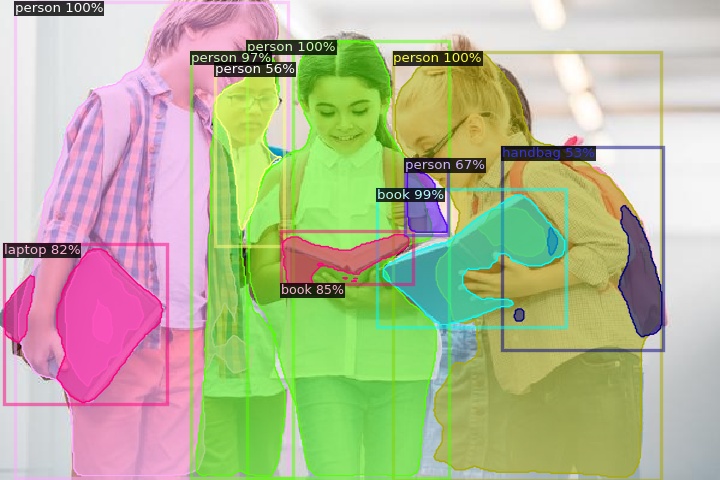 person 100%
person 100%
person 97%
person 100%
person 56%
handbag 53%
person 67%
book 99%
laptop 82%
book 85%